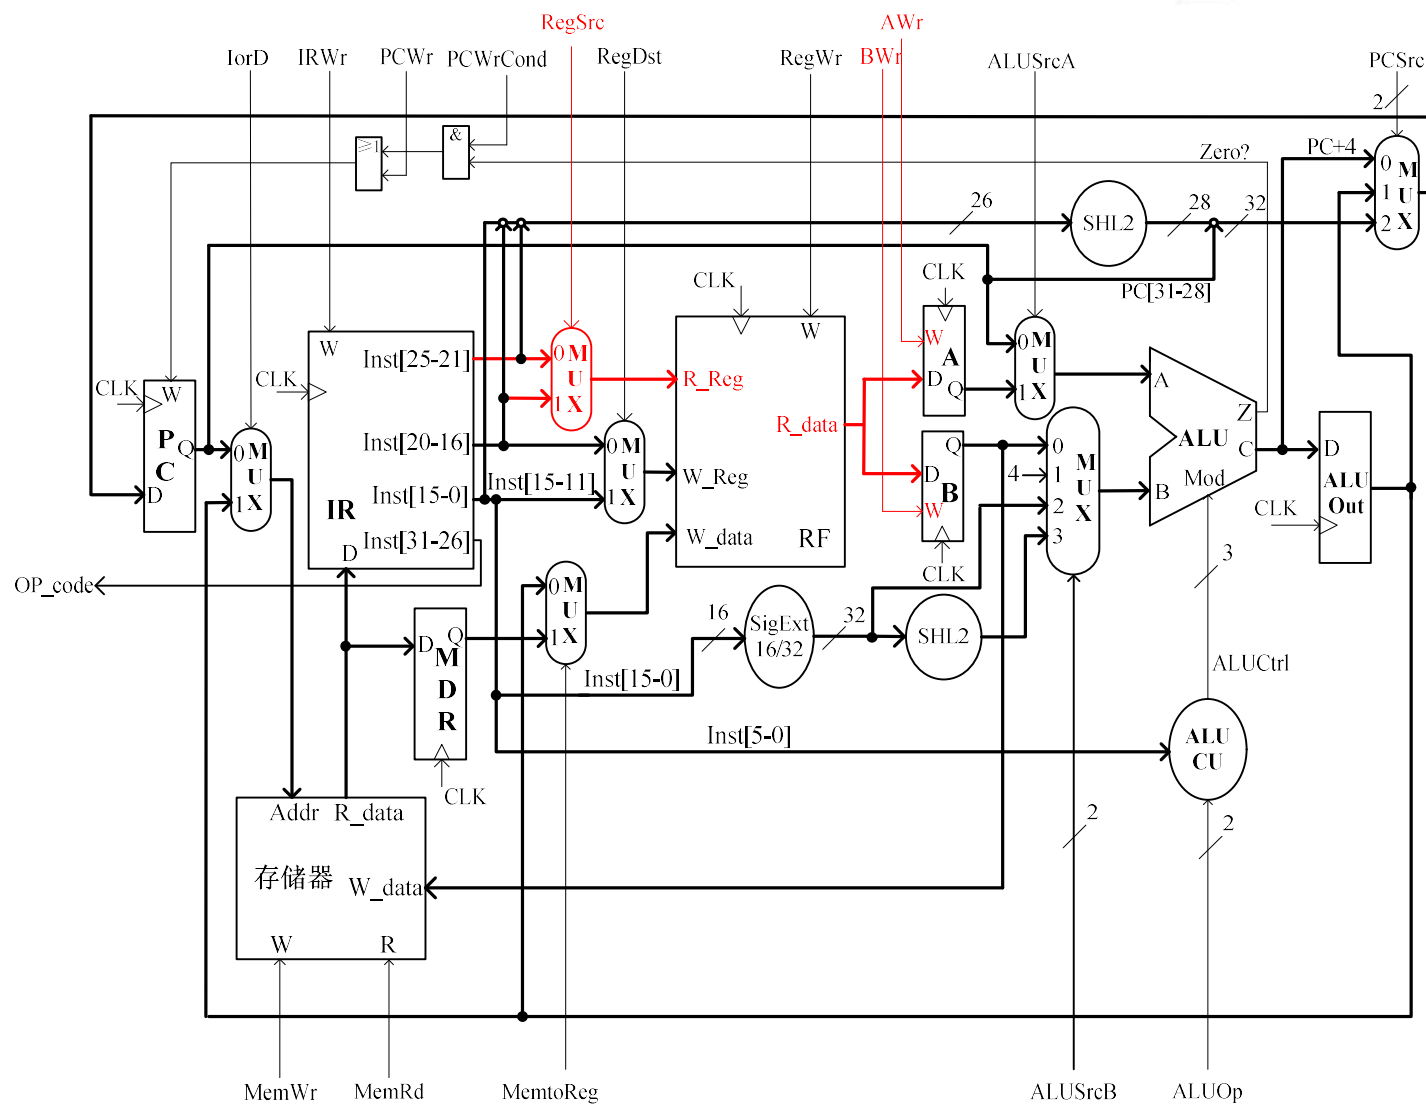 RegSrc
AWr
IorD
IRWr
PCWr
PCWrCond
RegDst
RegWr
BWr
ALUSrcA
PCSrc
2
&
≥1
Zero?
PC+4
0
1
2
M
U
X
26
SHL2
28
32
PC[31-28]
CLK
CLK
W
CLK
W
P
C
Q
D
0
1
M
U
X
W
Inst[25-21]
Inst[20-16]
Inst[15-0]
Inst[31-26]
IR
D
Inst[15-11]
0
1
M
U
X
0
1
M
U
X
CLK
W
R_Reg
W_Reg
W_data
R_data
RF
CLK
W
A
D
Q
Q
D
B
W
CLK
0
1
M
U
X
0
4
1
2
3
M
U
X
A
B
Z
C
ALU
Mod
D
ALU
Out
CLK
3
ALUCtrl
OP_code
D
Q
M
D
R
CLK
0
1
M
U
X
16
SigExt
16/32
32
SHL2
Inst[15-0]
Inst[5-0]
ALU
CU
2
2
Addr
R_data
存储器
W_data
W
R
MemWr
MemRd
MemtoReg
ALUSrcB
ALUOp